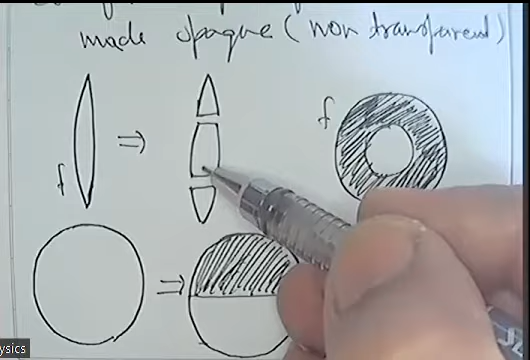 made opaque (non transparent)
f
f
ysics